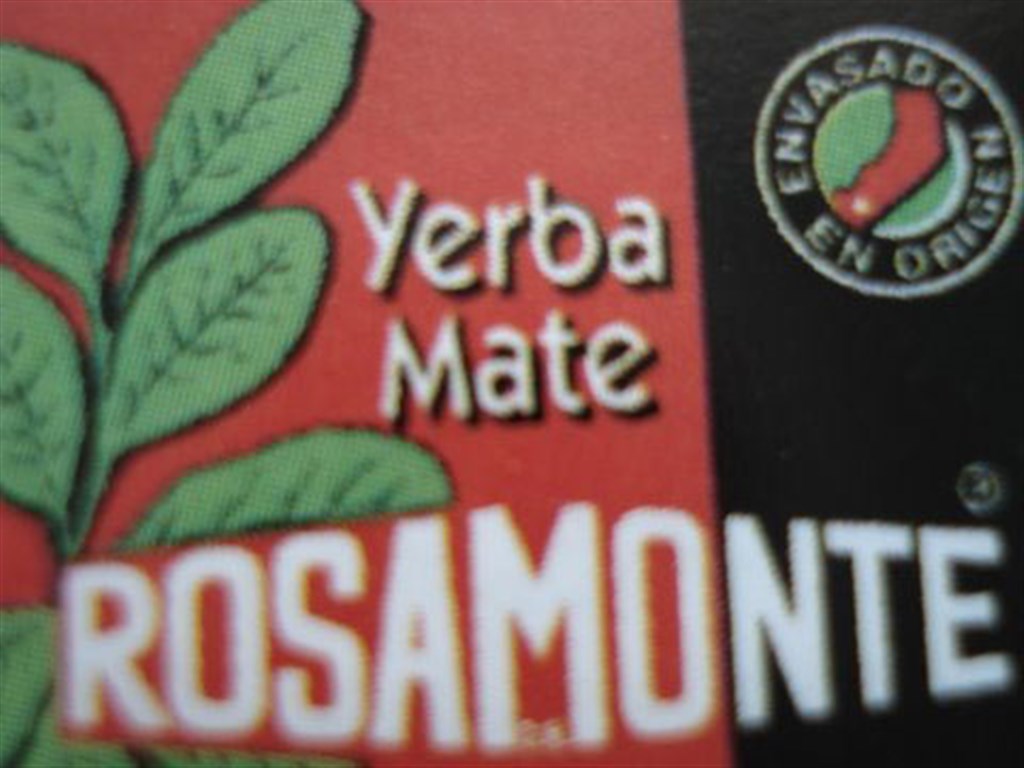 ENVASADO EN ORIGEN
Yerba
Mate
ROSAMONTE